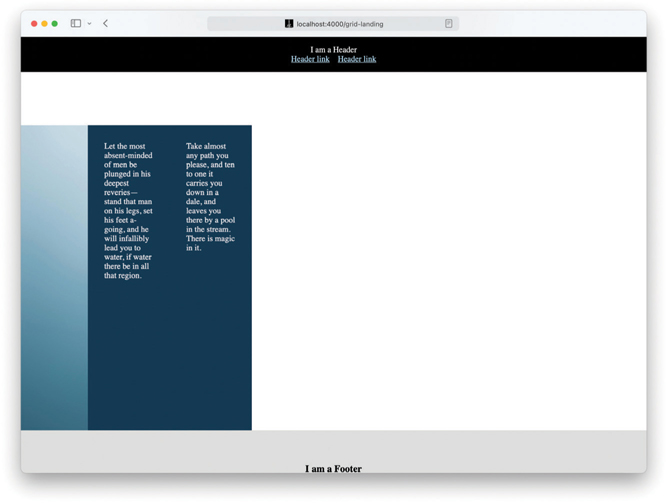 localhost:4000/grid-landing
I am a Header
Header link Header link
Let the most
absent-minded
of men be
plunged in his
deepest
reveries—
stand that man
on his legs, set
his feet a-
going, and he
will infallibly
lead you to
water, if water
there be in all
that region.
Take almost
any path you
please, and ten
to one it
carries you
down in a
dale, and
leaves you
there by a pool
in the stream.
There is magic
in it.
I am a Footer